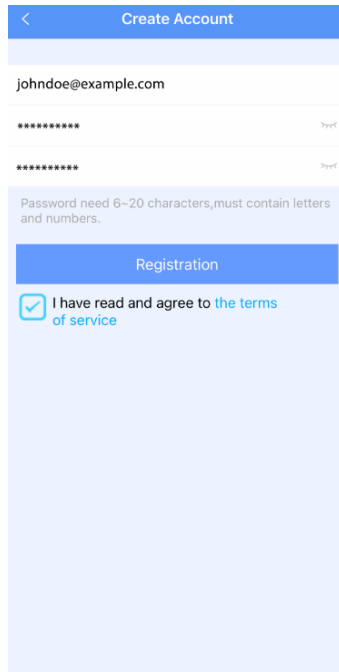 Create Account
johndoe@example.com
**********
**********
Password need 6~20 characters,must contain letters
and numbers.
Registration
I have read and agree to the terms
of service